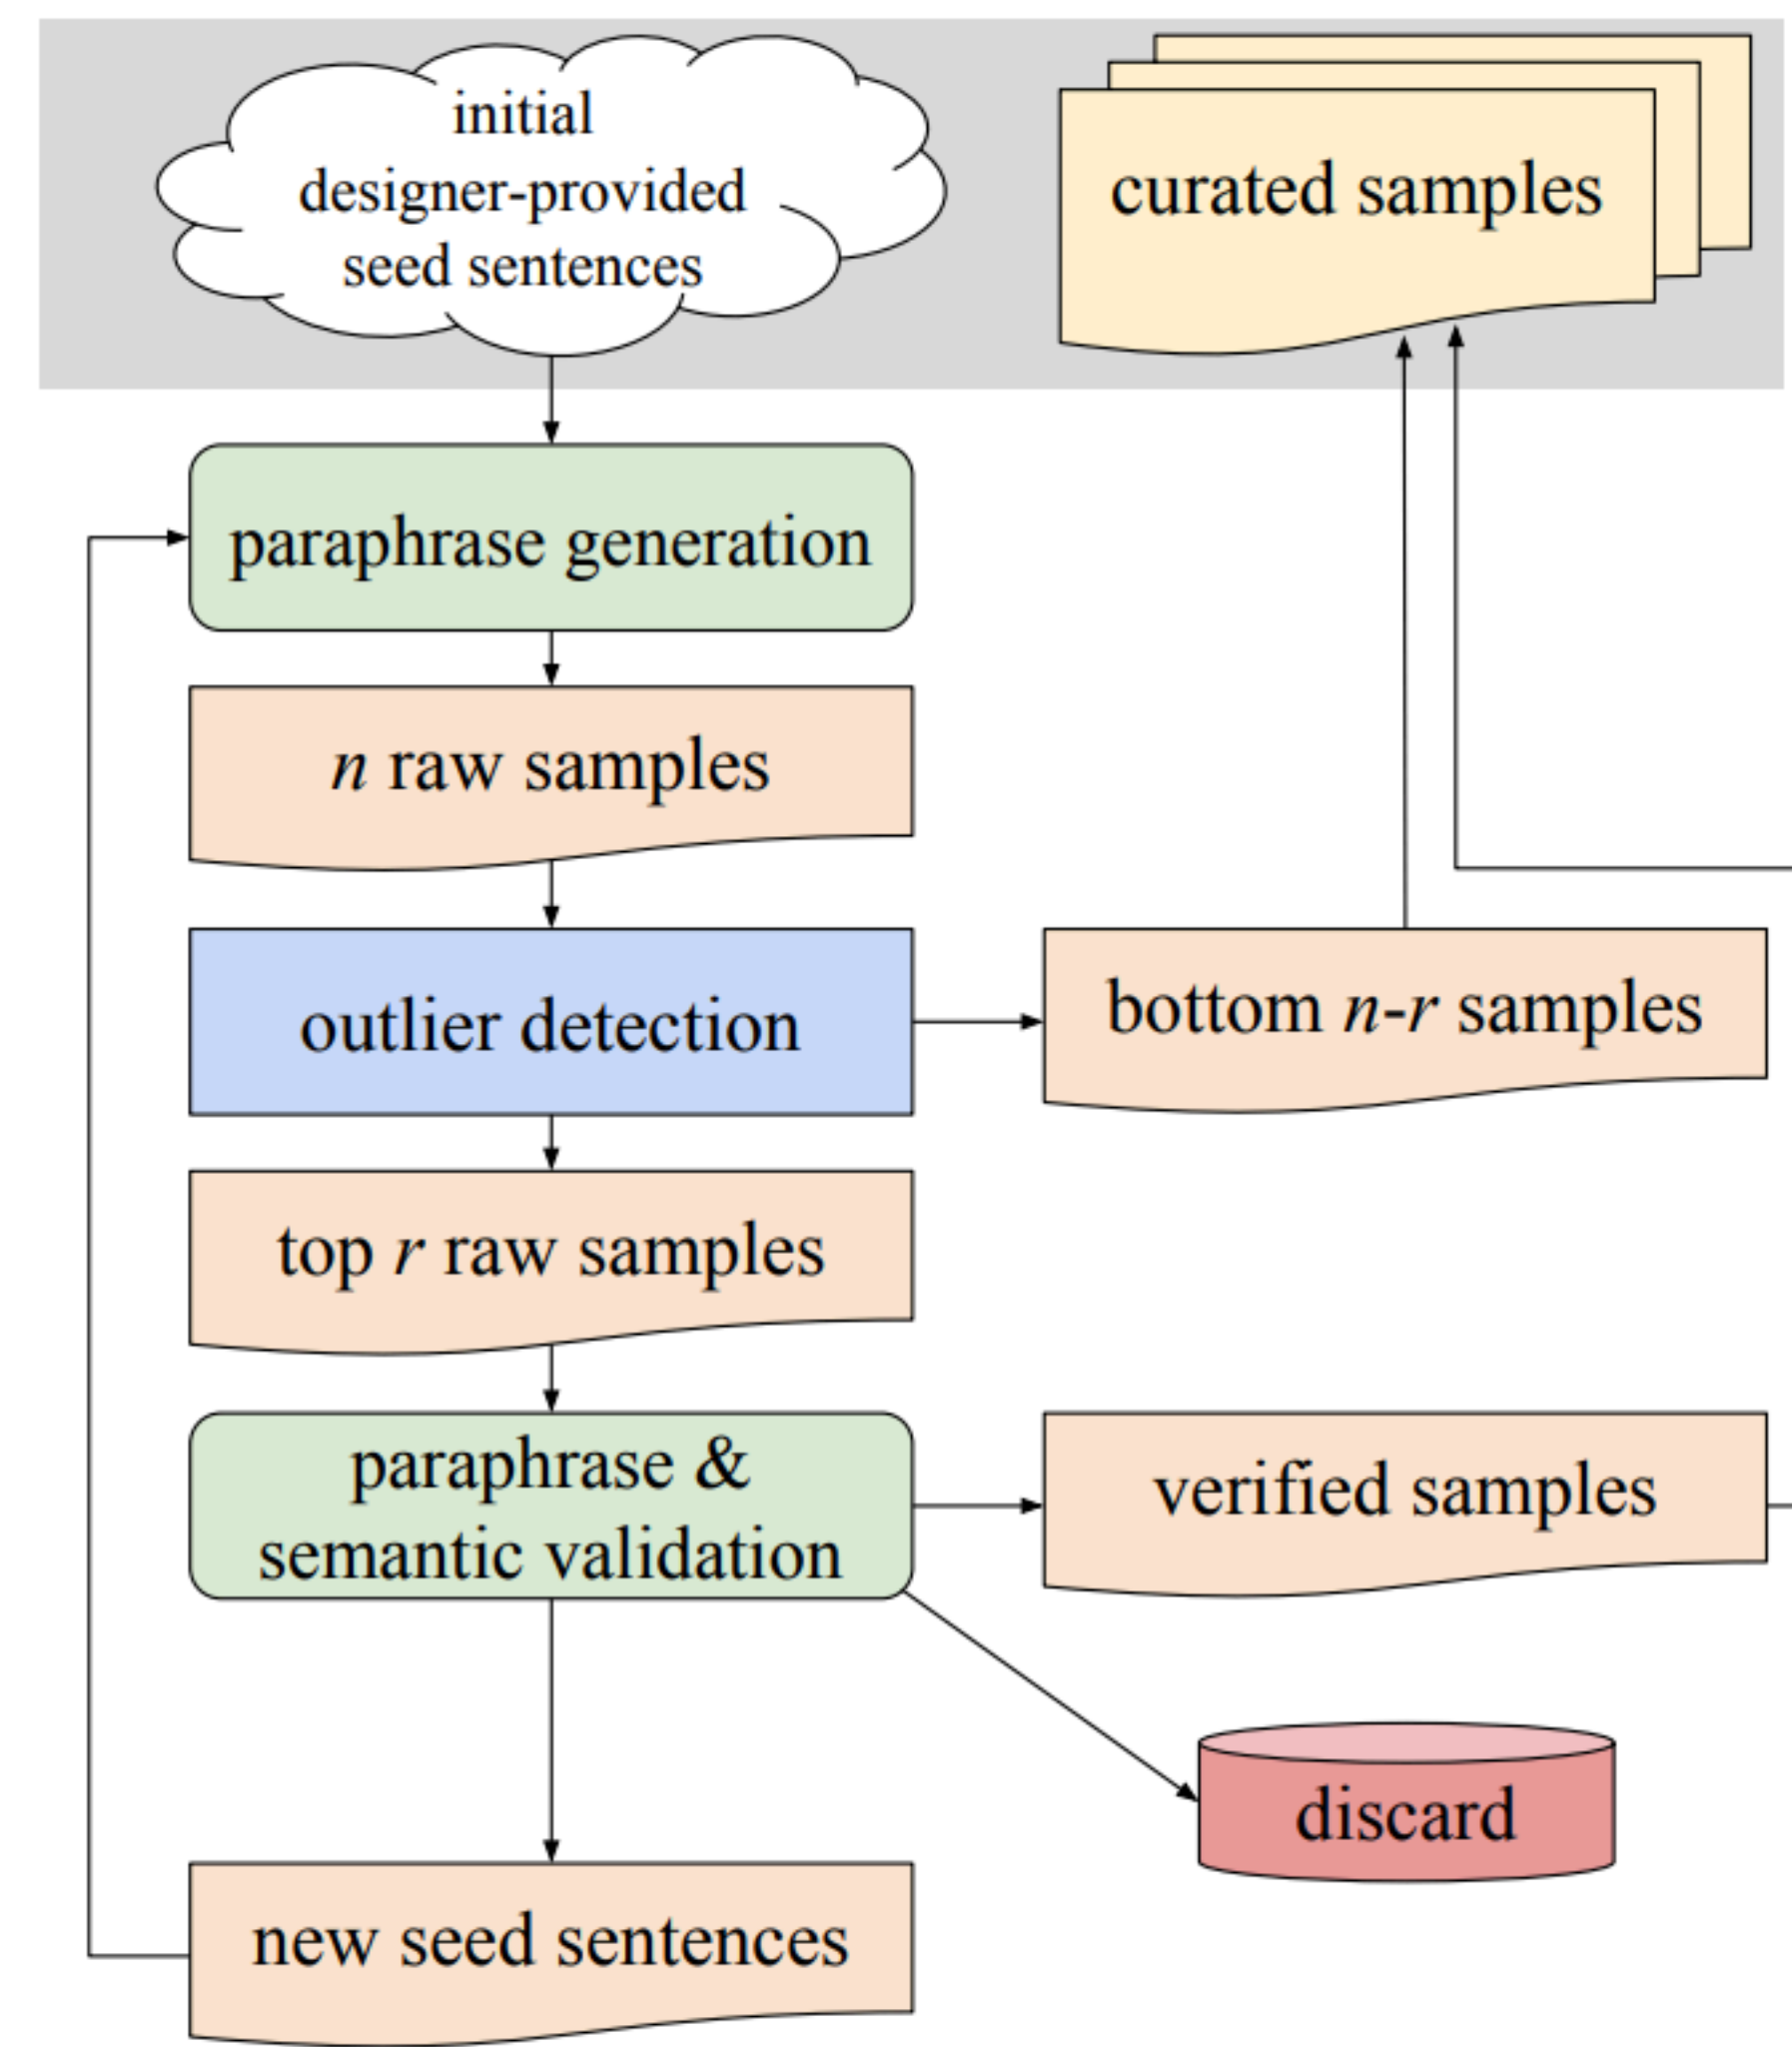 initial
designer-provided
seed sentences
curated samples
paraphrase generation
n raw samples
outlier detection
bottom n-r samples
top r raw samples
paraphrase &
semantic validation
verified samples
discard
new seed sentences